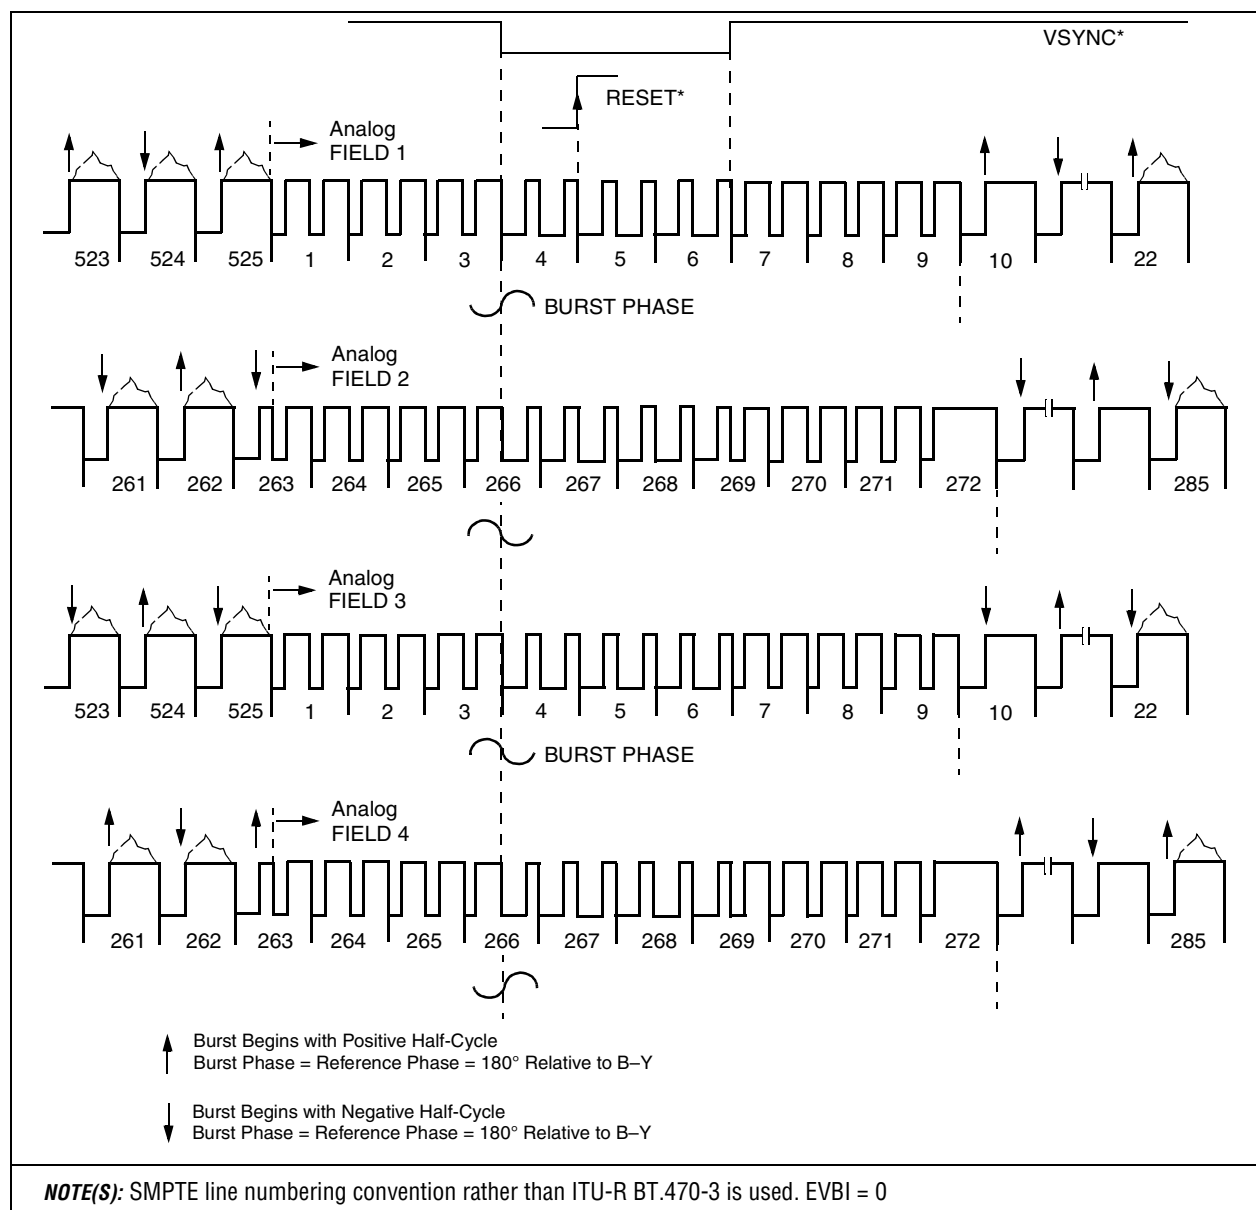 VSYNC*
RESET*
Analog
FIELD 1
523 524 525 1 2 3 4 5 6 7 8 9 10 22
BURST PHASE
Analog
FIELD 2
261 262 263 264 265 266 267 268 269 270 271 272 285
Analog
FIELD 3
523 524 525 1 2 3 4 5 6 7 8 9 10 22
BURST PHASE
Analog
FIELD 4
261 262 263 264 265 266 267 268 269 270 271 272 285
Burst Begins with Positive Half-Cycle
Burst Phase = Reference Phase = 180° Relative to B–Y
Burst Begins with Negative Half-Cycle
Burst Phase = Reference Phase = 180° Relative to B–Y
NOTE(S): SMPTE line numbering convention rather than ITU-R BT.470-3 is used. EVBI = 0